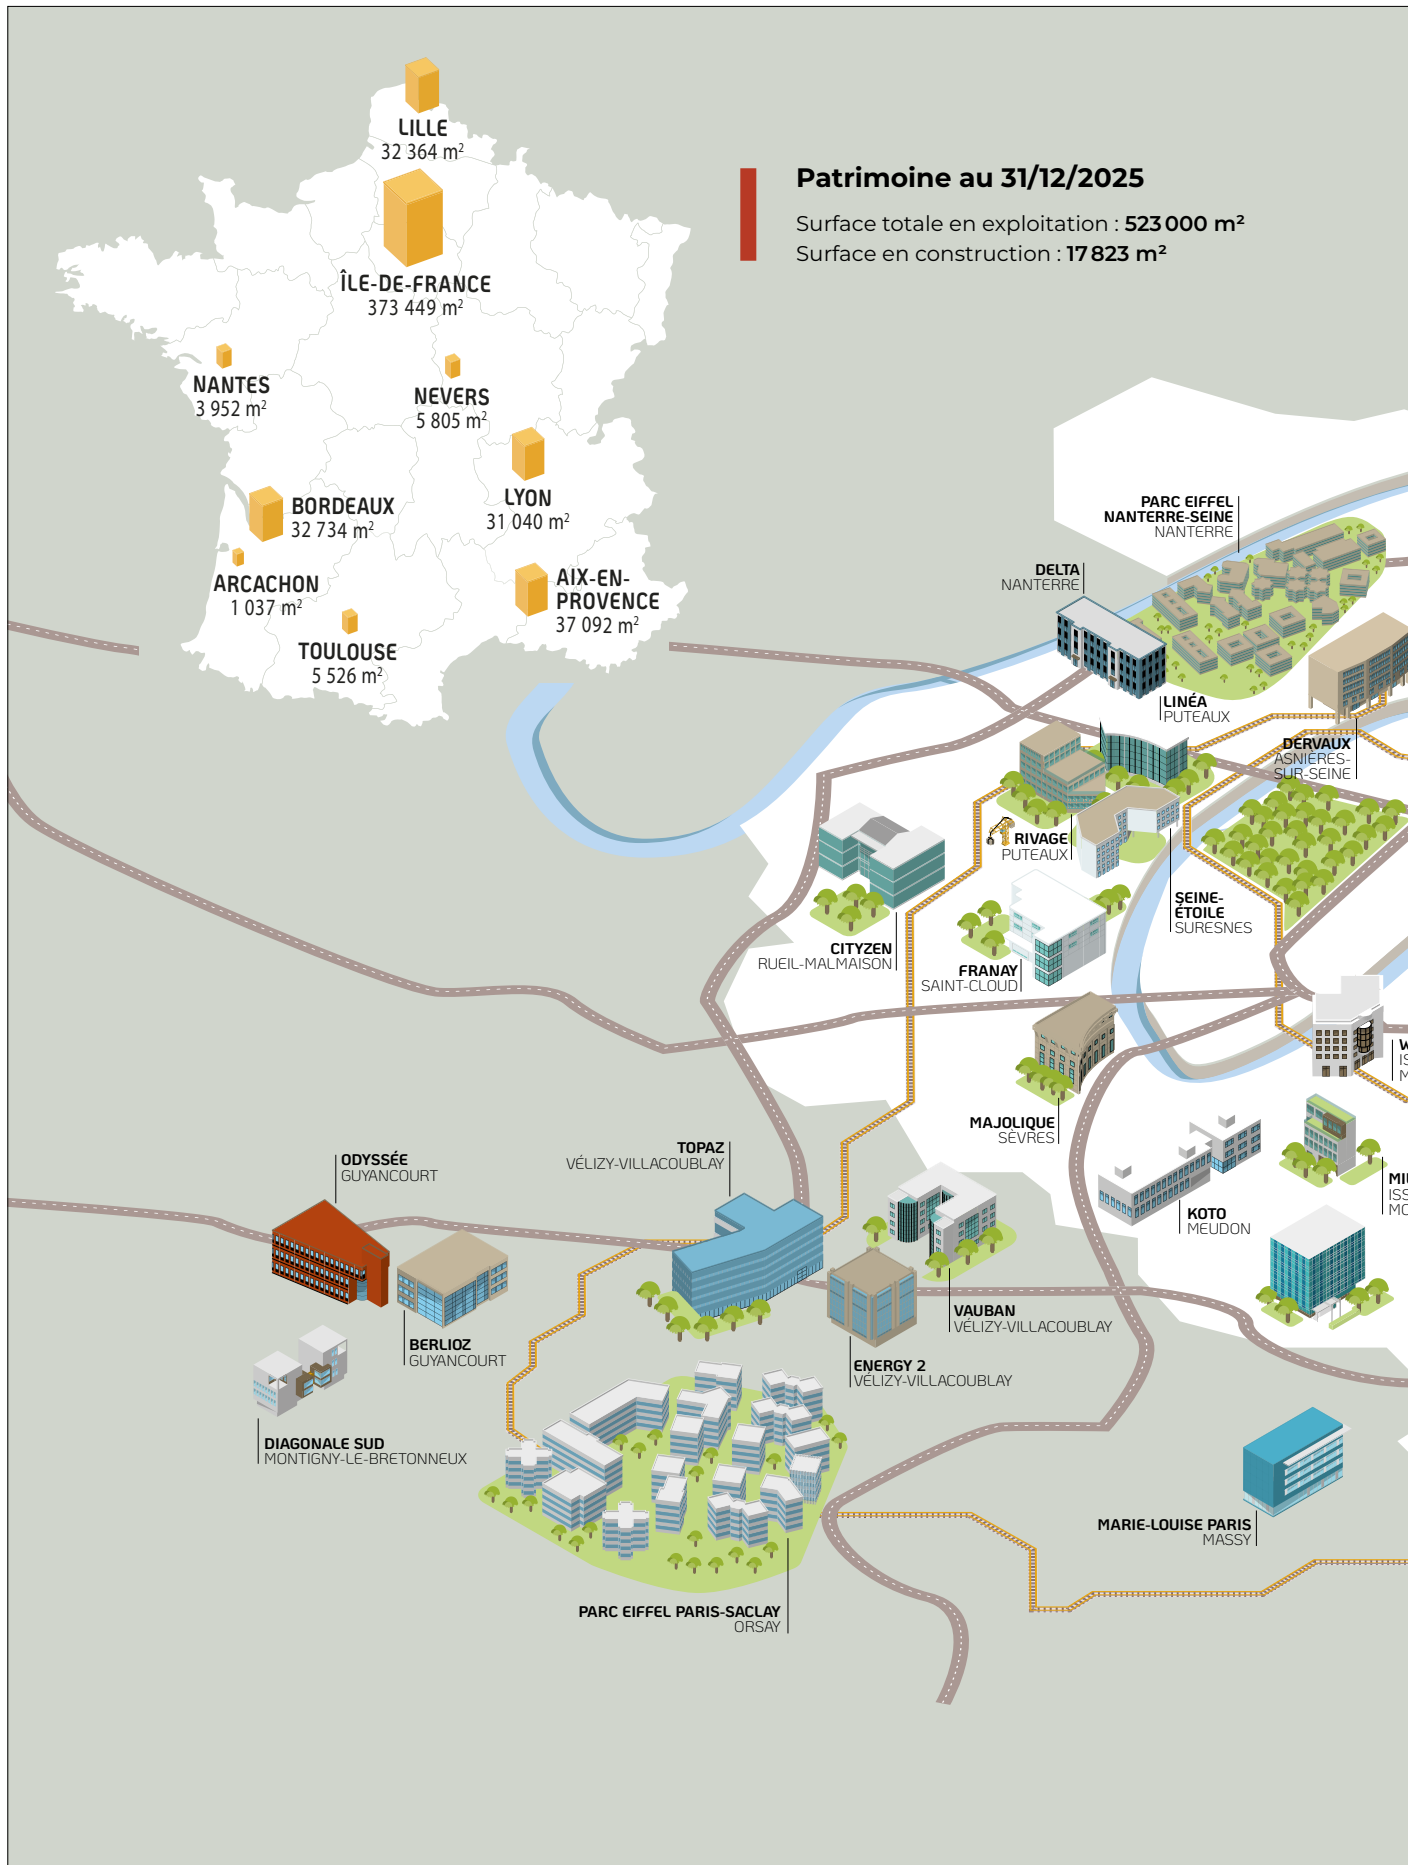 LILLE
32 364 m²
ÎLE-DE-FRANCE
373 449 m²
NANTES
3 952 m²
NEVERS
5 805 m²
LYON
31 040 m²
BORDEAUX
32 734 m²
ARCACHON
1 037 m²
TOULOUSE
5 526 m²
AIX-EN-
PROVENCE
37 092 m²
Patrimoine au 31/12/2025
Surface totale en exploitation : 523 000 m²
Surface en construction : 17 823 m²
PARC EIFFEL
NANTERRE-SEINE
NANTERRE
DELTA
NANTERRE
LINÉA
PUTEAUX
DERVAUX
ASNIÈRES-
SUR-SEINE
RIVAGE
PUTEAUX
SEINE-
ÉTOILE
SURESNES
CITYZEN
RUEIL-MALMAISON
FRANAY
SAINT-CLOUD
W
IS
M
MAJOLIQUE
SÈVRES
TOPAZ
VÉLIZY-VILLACOUBLAY
ODYSSÉE
GUYANCOURT
KOTO
MEUDON
ISS
MO
VAUBAN
VÉLIZY-VILLACOUBLAY
BERLIOZ
GUYANCOURT
ENERGY 2
VÉLIZY-VILLACOUBLAY
DIAGONALE SUD
MONTIGNY-LE-BRETONNEUX
MARIE-LOUISE PARIS
MASSY
PARC EIFFEL PARIS-SACLAY
ORSAY